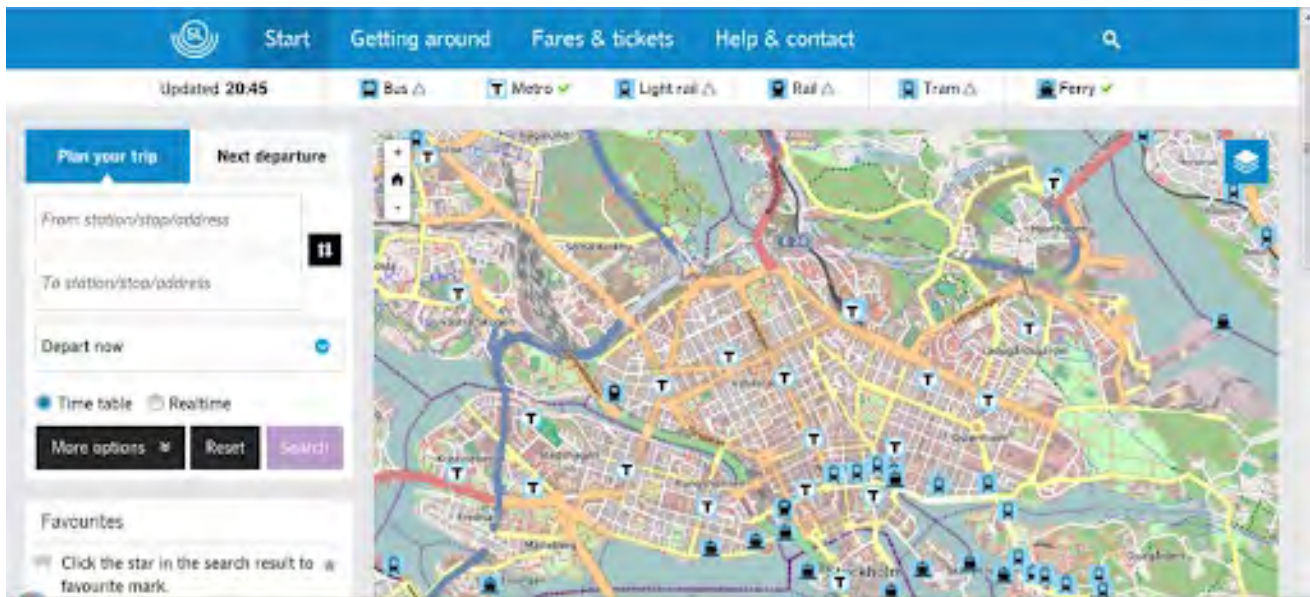 SL Start Getting around Fares & tickets Help & contact
Updated 20:45 Bus Metro Light rail Rail Tram Ferry
Plan your trip Next departure
From station/stop/address
To station/stop/address
Depart now
Time table Realtime
More options Reset Search
Favourites
Click the star in the search result to
favourite mark.